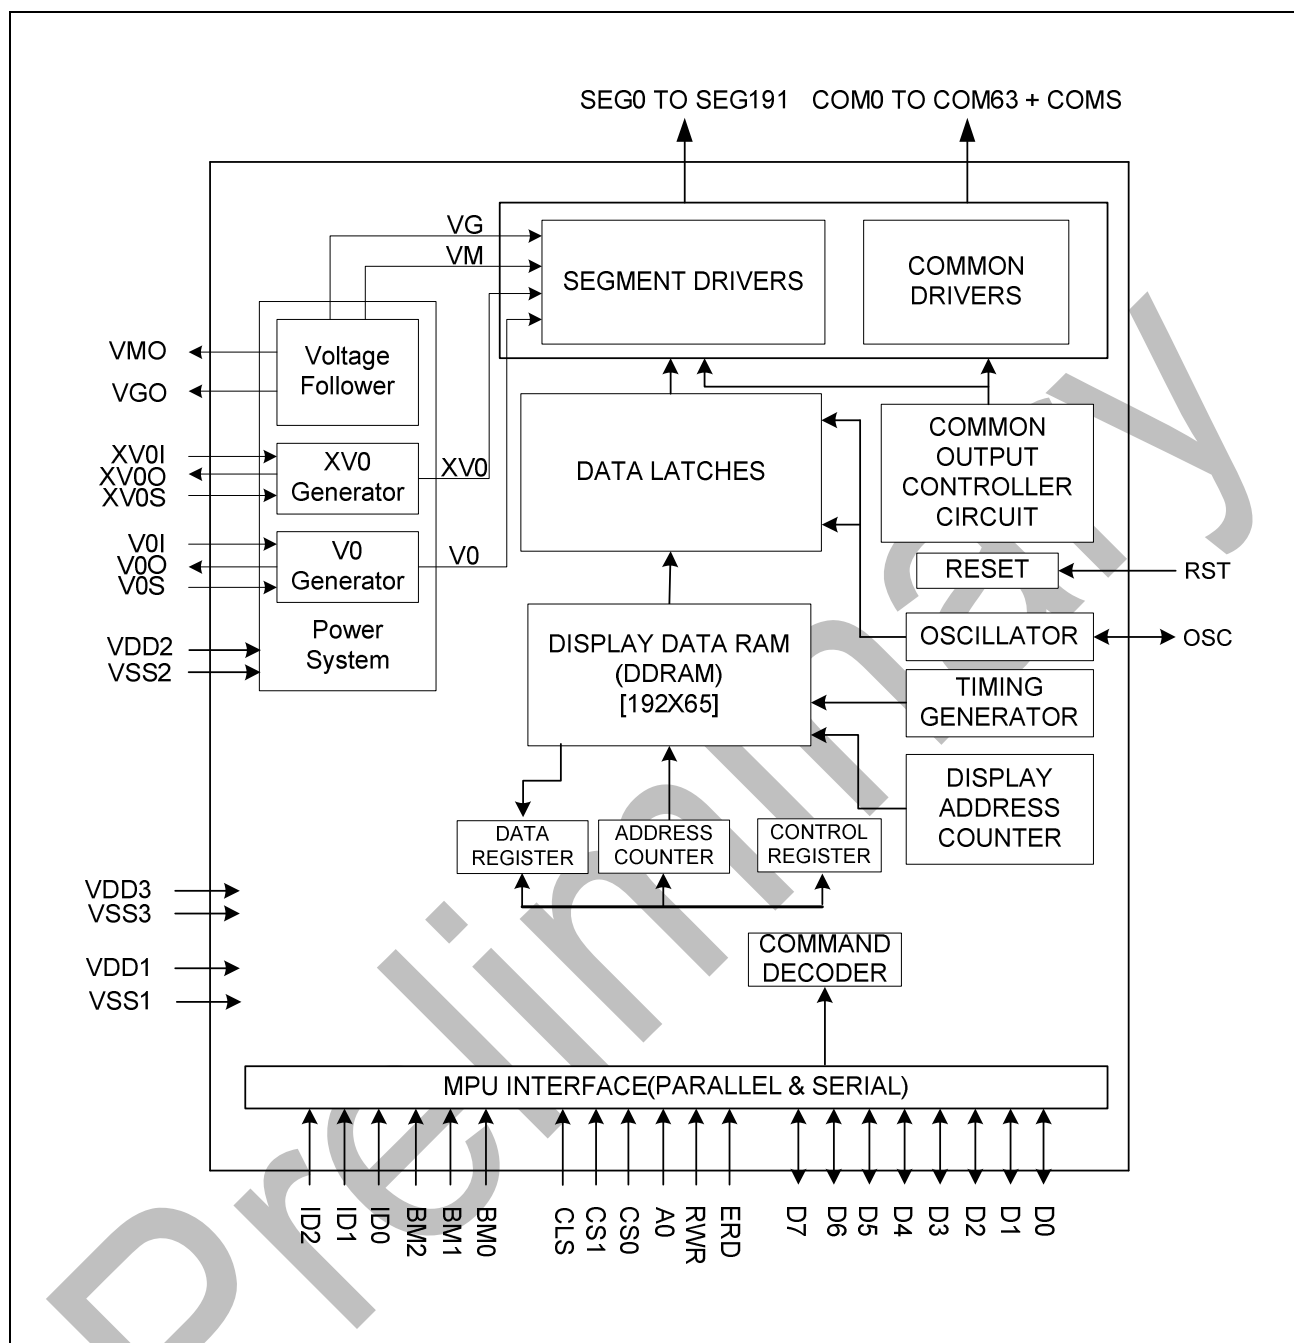 SEG0 TO SEG191
COM0 TO COM63 + COMS
VG
VM
SEGMENT DRIVERS
COMMON
DRIVERS
VMO
VGO
Voltage
Follower
XV0I
XV0O
XV0S
XV0
Generator
XV0
V0I
V0O
V0S
V0
Generator
V0
VDD2
VSS2
Power
System
DATA LATCHES
COMMON
OUTPUT
CONTROLLER
CIRCUIT
RESET
RST
OSCILLATOR
OSC
DISPLAY DATA RAM
(DDRAM)
[192X65]
TIMING
GENERATOR
DISPLAY
ADDRESS
COUNTER
DATA
REGISTER
ADDRESS
COUNTER
CONTROL
REGISTER
VDD3
VSS3
VDD1
VSS1
COMMAND
DECODER
MPU INTERFACE(PARALLEL & SERIAL)
ID2
ID1
ID0
BM2
BM1
BM0
CLS
CS1
CS0
A0
RWR
ERD
D7
D6
D5
D4
D3
D2
D1
D0
Preliminary